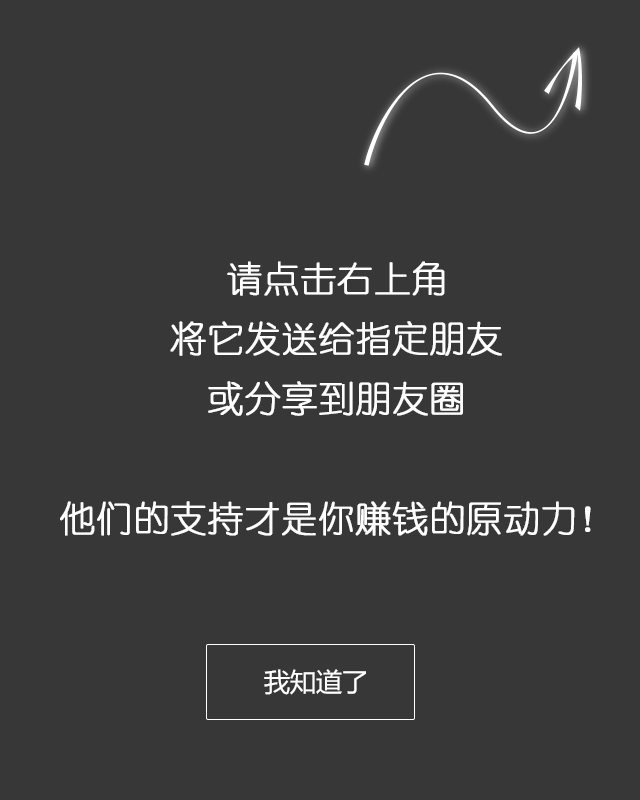 请点击右上角
将它发送给指定朋友
或分享到朋友圈
他们的支持才是你赚钱的原动力!
我知道了